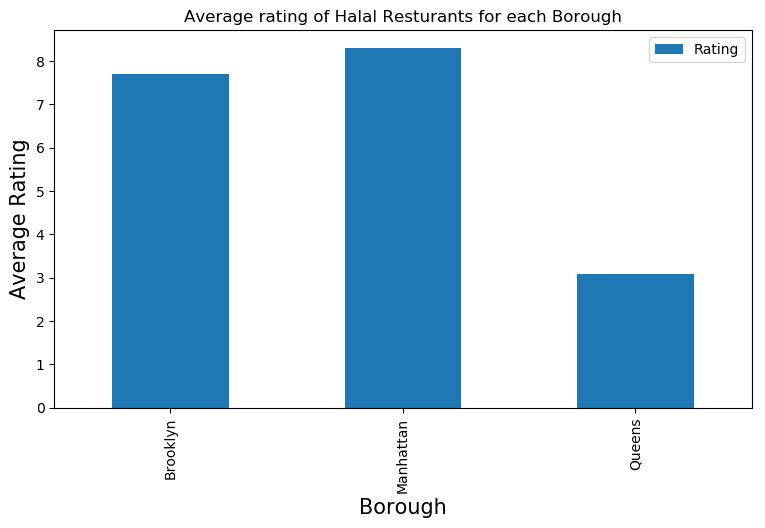 Average rating of Halal Resturants for each Borough
Rating
Average Rating
8
7
6
5
4
3
2
1
0
Brooklyn
Manhattan
Queens
Borough